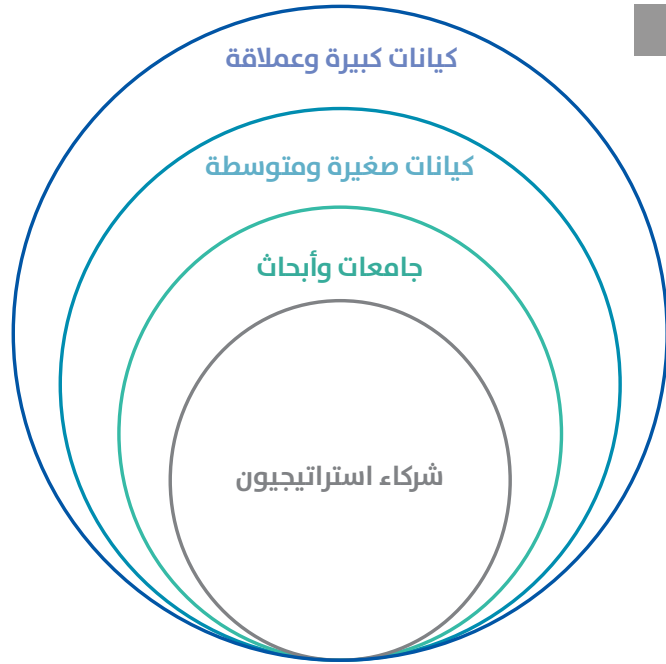 كيانات كبيرة وعملاقة
كيانات صغيرة ومتوسطة
جامعات وأبحاث
شركاء استراتيجيون